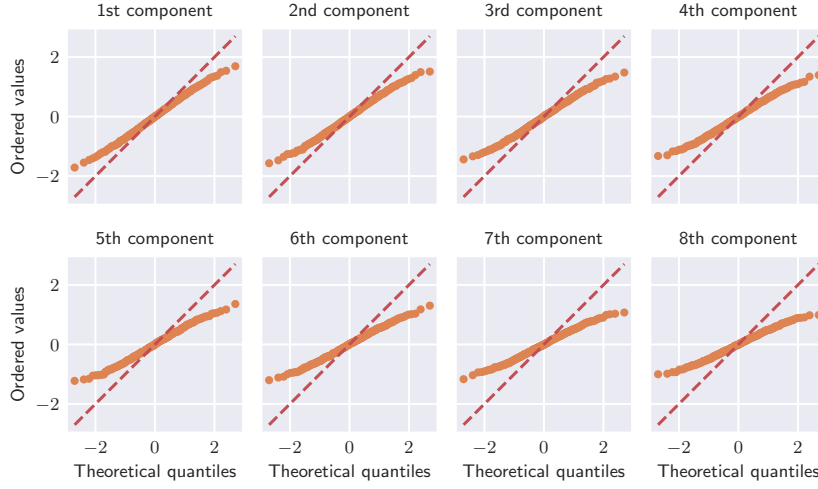 1st component 2nd component 3rd component 4th component
Ordered values
2
0
−2
5th component 6th component 7th component 8th component
Ordered values
2
0
−2
−2 0 2 −2 0 2 −2 0 2 −2 0 2
Theoretical quantiles Theoretical quantiles Theoretical quantiles Theoretical quantiles